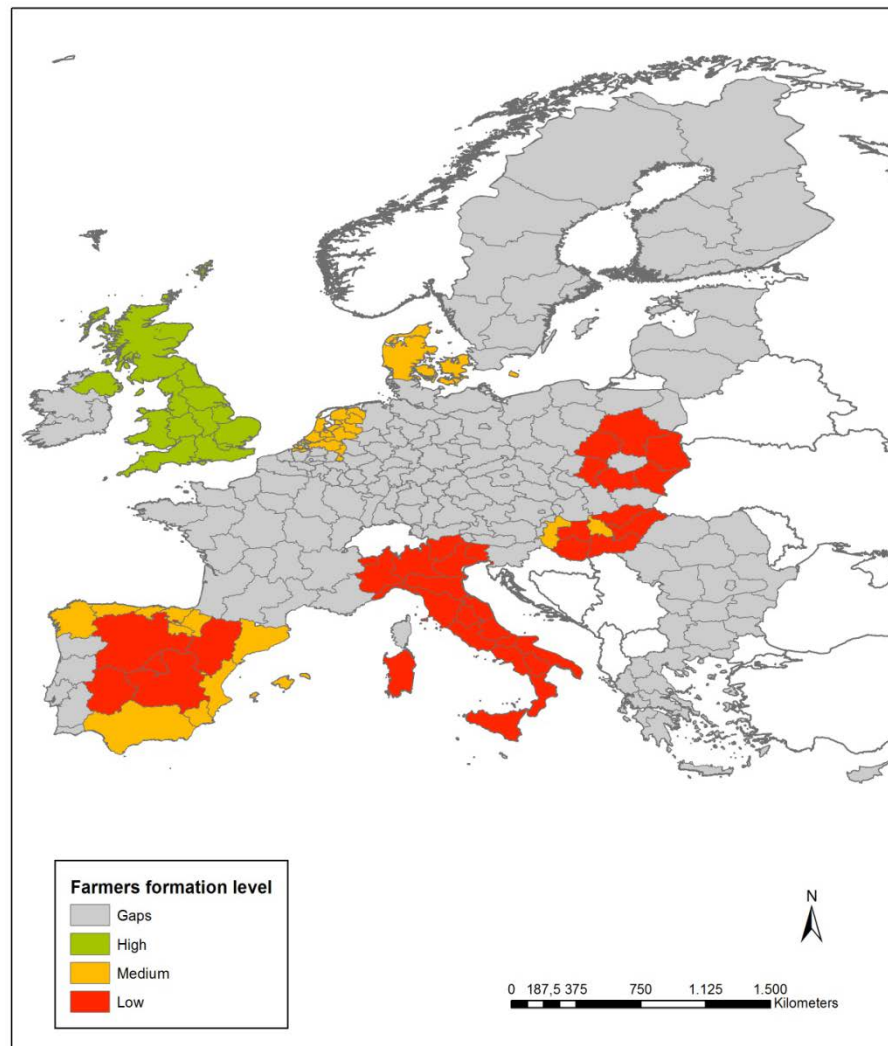 Farmers formation level
Gaps
High
Medium
Low
N
0 187,5 375 750 1.125 1.500
Kilometers